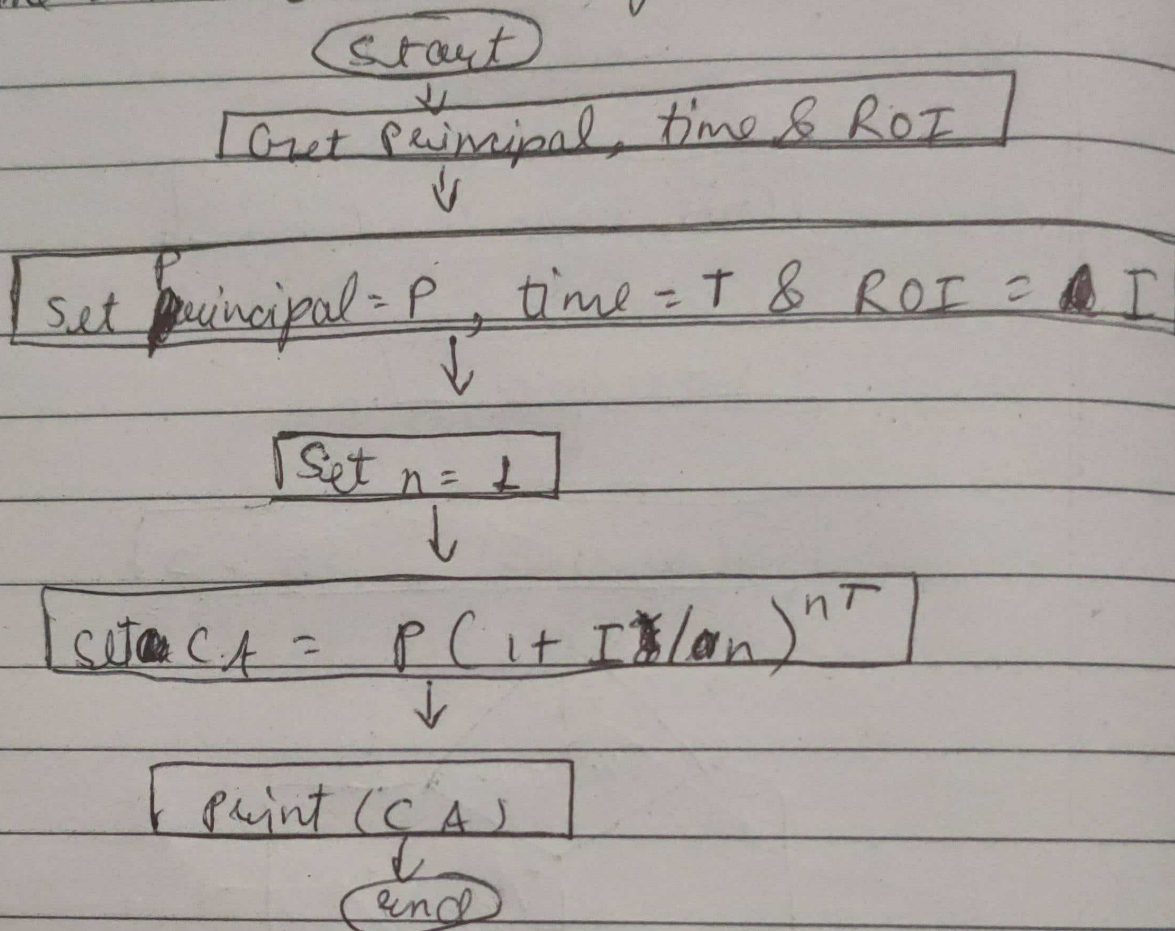 Start
Get Principal, time & ROI
Set Principal = P, time = T & ROI = I
Set n = 1
set CA = P(1+ I/n)^nT
Print (CA)
end